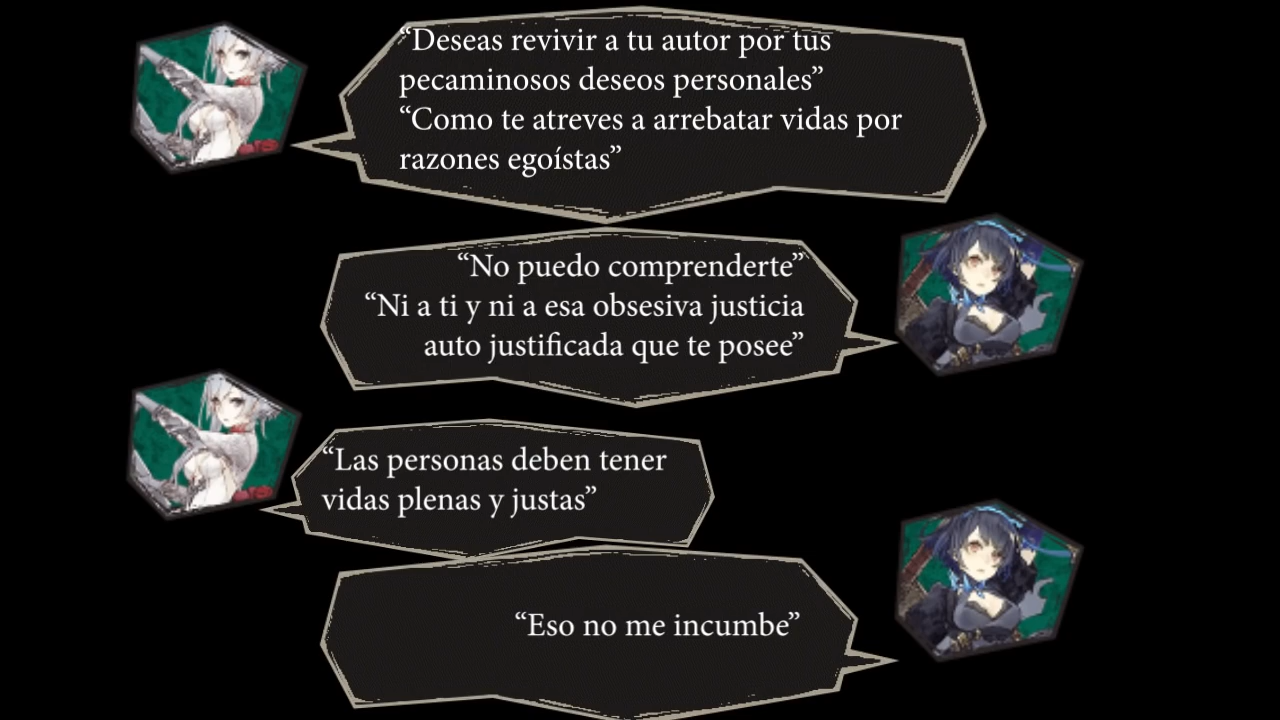 “Deseas revivir a tu autor por tus
pecaminosos deseos personales”
“Como te atreves a arrebatar vidas por
razones egoístas”
“No puedo comprenderte”
“Ni a ti y ni a esa obsesiva justicia
auto justificada que te posee”
“Las personas deben tener
vidas plenas y justas”
“Eso no me incumbe”